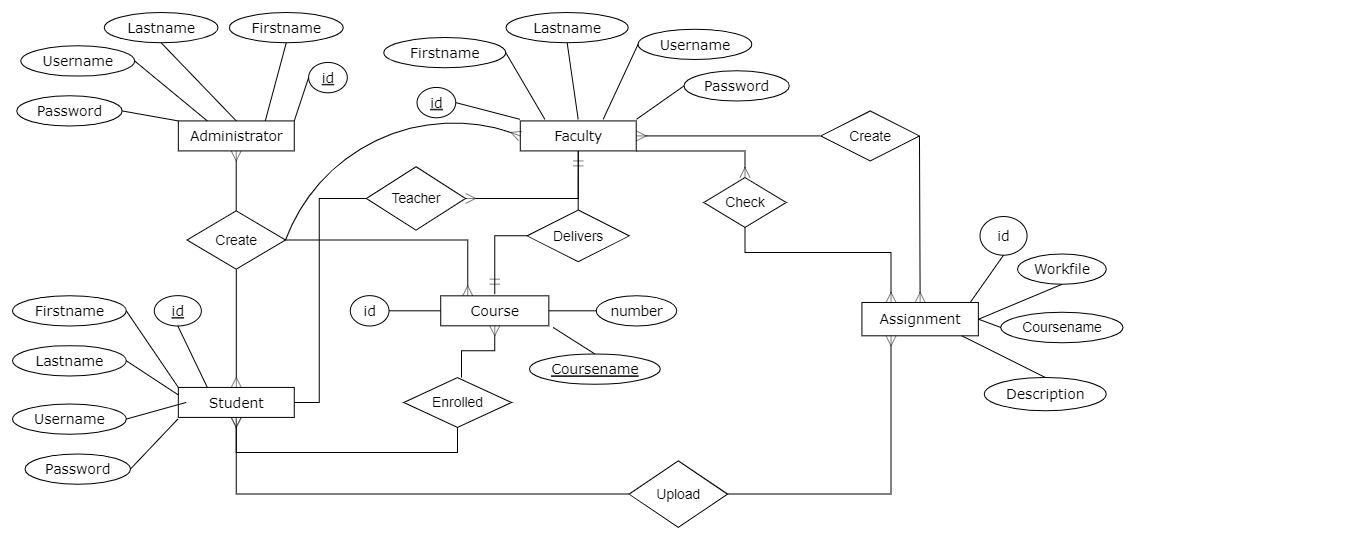 Lastname
Firstname
Username
id
Password
Administrator
Lastname
Firstname
Username
Password
id
Faculty
Create
Teacher
Check
Create
Delivers
id
Workfile
Firstname
id
id
Course
number
Assignment
Coursename
Lastname
Coursename
Description
Username
Student
Enrolled
Password
Upload